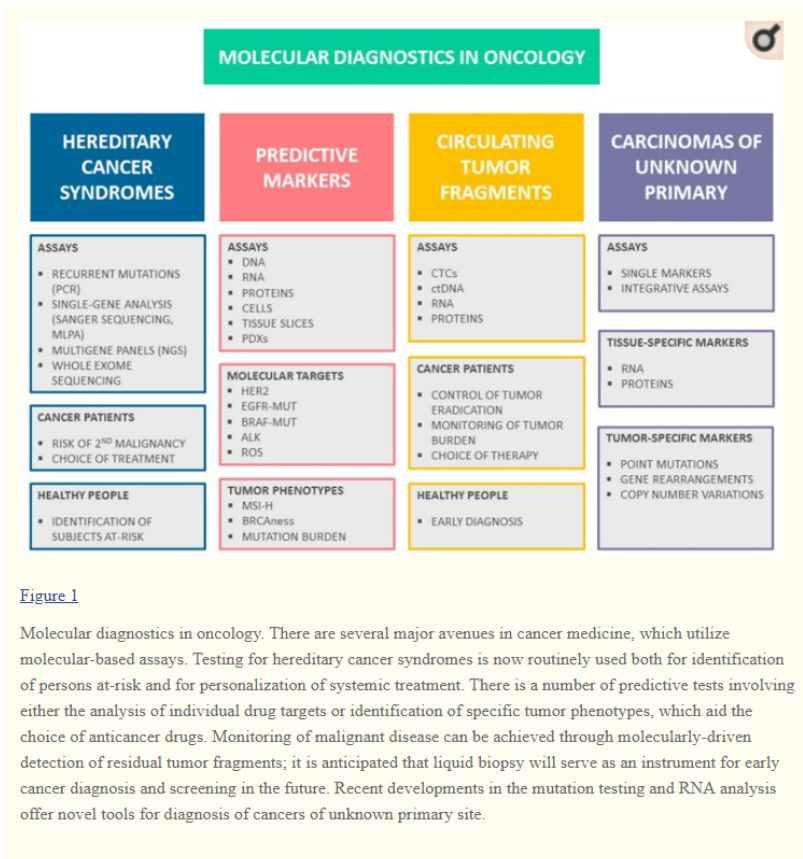 MOLECULAR DIAGNOSTICS IN ONCOLOGY
HEREDITARY
CANCER
SYNDROMES
ASSAYS
▪ RECURRENT MUTATIONS
(PCR)
▪ SINGLE-GENE ANALYSIS
(SANGER SEQUENCING,
MLPA)
▪ MULTIGENE PANELS (NGS)
▪ WHOLE EXOME
SEQUENCING
CANCER PATIENTS
▪ RISK OF 2ND MALIGNANCY
▪ CHOICE OF TREATMENT
HEALTHY PEOPLE
▪ IDENTIFICATION OF
SUBJECTS AT-RISK
PREDICTIVE
MARKERS
ASSAYS
▪ DNA
▪ RNA
▪ PROTEINS
▪ CELLS
▪ TISSUE SLICES
▪ PDXs
MOLECULAR TARGETS
▪ HER2
▪ EGFR-MUT
▪ BRAF-MUT
▪ ALK
▪ ROS
TUMOR PHENOTYPES
▪ MSI-H
▪ BRCAness
▪ MUTATION BURDEN
CIRCULATING
TUMOR
FRAGMENTS
ASSAYS
▪ CTCs
▪ ctDNA
▪ RNA
▪ PROTEINS
CANCER PATIENTS
▪ CONTROL OF TUMOR
ERADICATION
▪ MONITORING OF TUMOR
BURDEN
▪ CHOICE OF THERAPY
HEALTHY PEOPLE
▪ EARLY DIAGNOSIS
CARCINOMAS OF
UNKNOWN
PRIMARY
ASSAYS
▪ SINGLE MARKERS
▪ INTEGRATIVE ASSAYS
TISSUE-SPECIFIC MARKERS
▪ RNA
▪ PROTEINS
TUMOR-SPECIFIC MARKERS
▪ POINT MUTATIONS
▪ GENE REARRANGEMENTS
▪ COPY NUMBER VARIATIONS
Figure 1
Molecular diagnostics in oncology. There are several major avenues in cancer medicine, which utilize
molecular-based assays. Testing for hereditary cancer syndromes is now routinely used both for identification
of persons at-risk and for personalization of systemic treatment. There is a number of predictive tests involving
either the analysis of individual drug targets or identification of specific tumor phenotypes, which aid the
choice of anticancer drugs. Monitoring of malignant disease can be achieved through molecularly-driven
detection of residual tumor fragments; it is anticipated that liquid biopsy will serve as an instrument for early
cancer diagnosis and screening in the future. Recent developments in the mutation testing and RNA analysis
offer novel tools for diagnosis of cancers of unknown primary site.